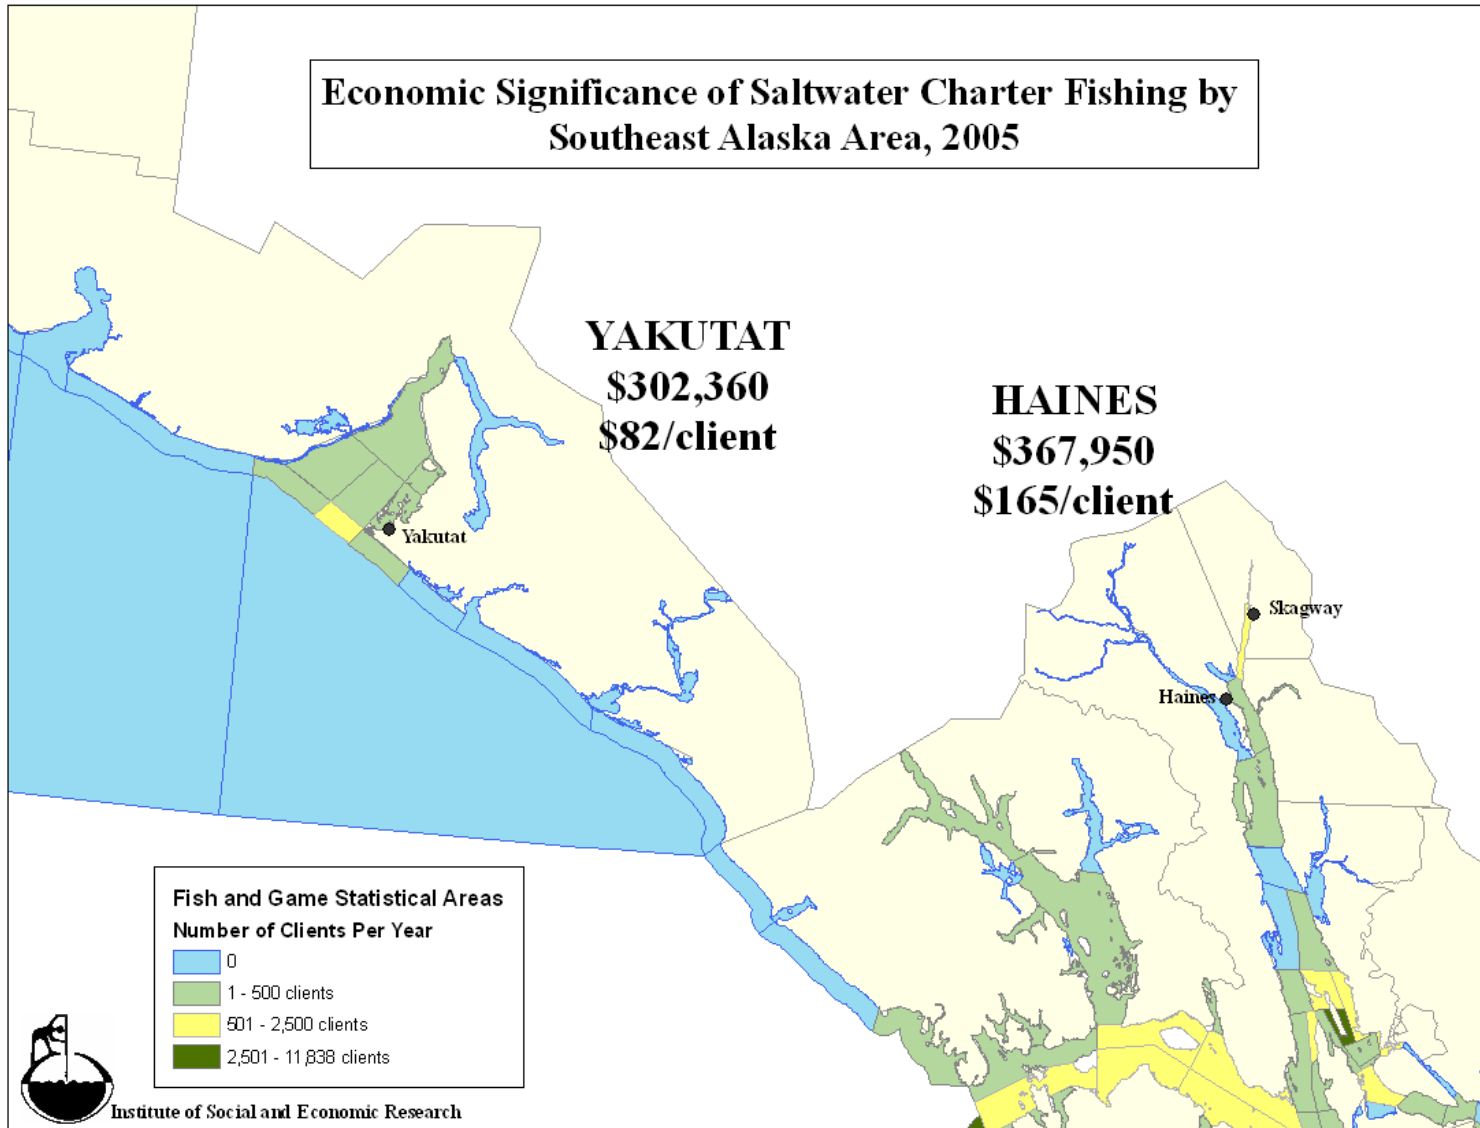 Economic Significance of Saltwater Charter Fishing by
Southeast Alaska Area, 2005
YAKUTAT
$302,360
$82/client
HAINES
$367,950
$165/client
Yakutat
Skagway
Haines
Fish and Game Statistical Areas
Number of Clients Per Year
0
1 - 500 clients
501 - 2,500 clients
2,501 - 11,838 clients
Institute of Social and Economic Research